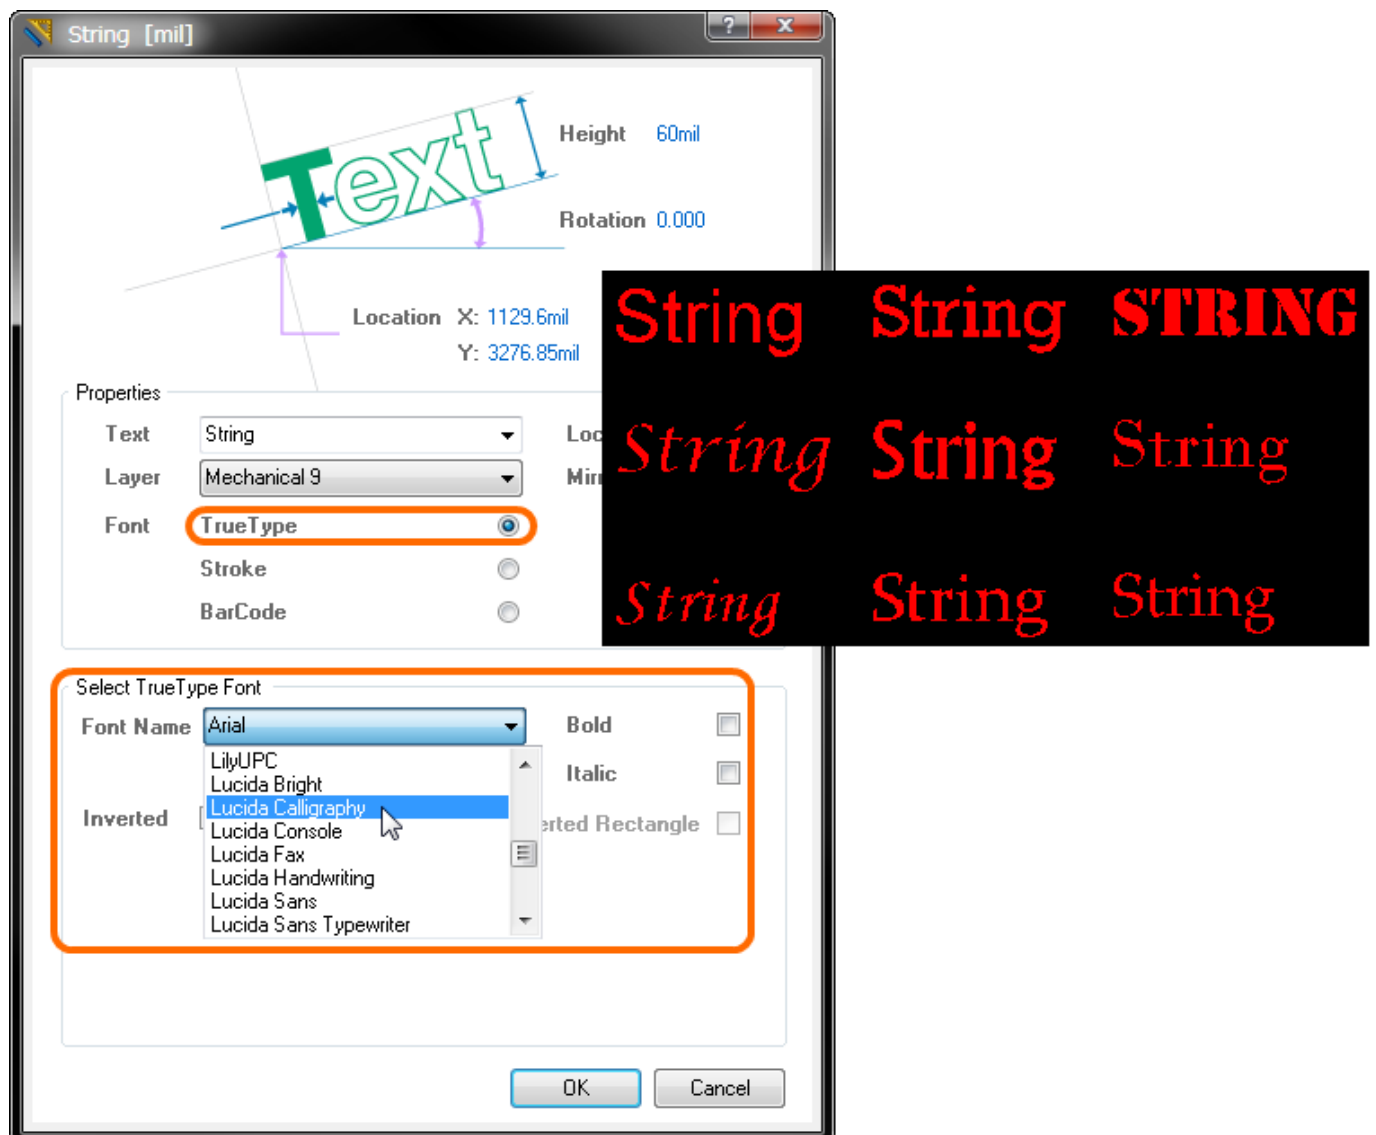 String [mil]
?
x
Text
Height 60mil
Rotation 0.000
Location X: 1129.6mil
Y: 3276.85mil
Properties
Text String
Layer Mechanical 9
Font TrueType
Stroke
BarCode
String String STRING
String String String
String String String
Select TrueType Font
Font Name Arial Bold
LilyUPC
Lucida Bright
Italic
Lucida Calligraphy
Inverted
Lucida Console
Rectangle
Lucida Fax
Lucida Handwriting
Lucida Sans
Lucida Sans Typewriter
OK Cancel